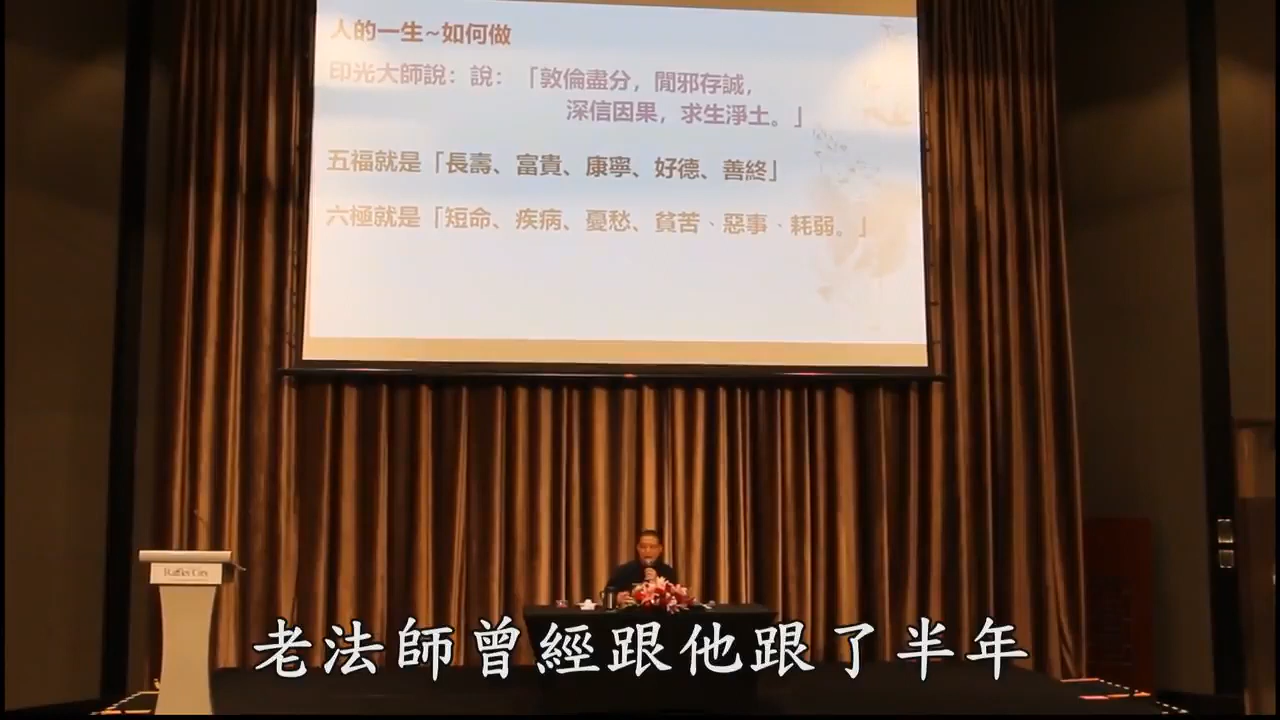 人的一生~如何做
印光大師說：說：「敦倫盡分，閒邪存誠，
深信因果，求生淨土。」
五福就是「長壽、富貴、康寧、好德、善終」
六極就是「短命、疾病、憂愁、貧苦、惡事、耗弱。」
Raffles City
老法師曾經跟他跟了半年